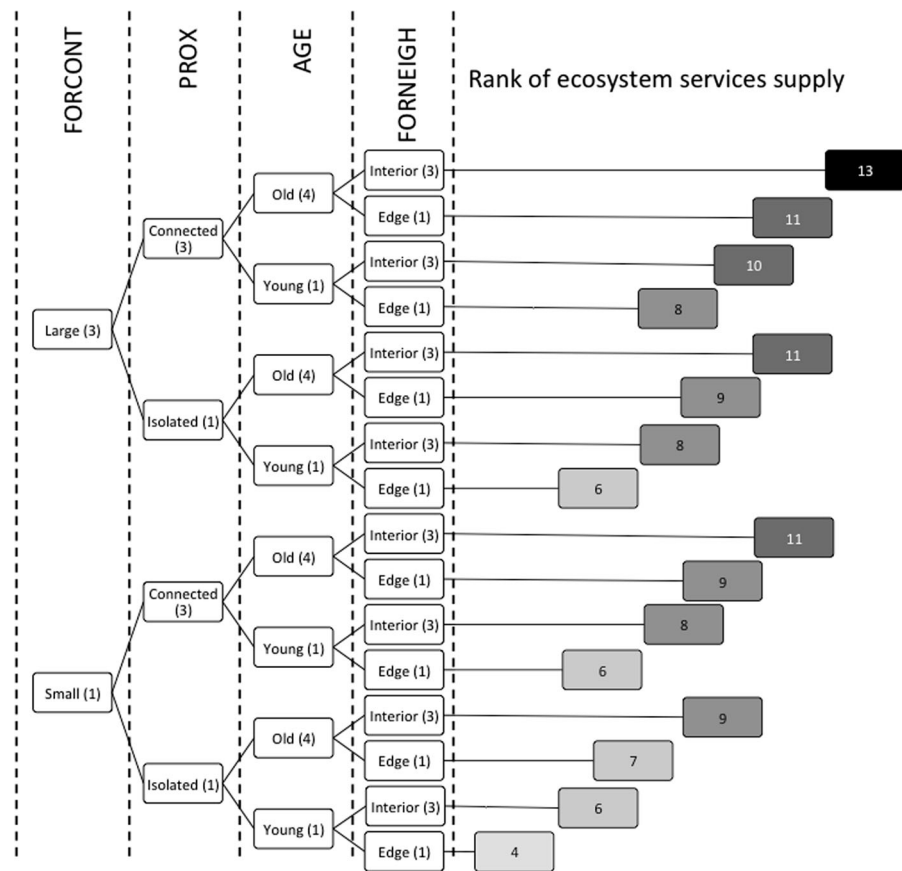 FORCONT
PROX
AGE
FORNEIGH
Rank of ecosystem services supply
Interior (3)
13
Old (4)
Edge (1)
11
Connected
(3)
Interior (3)
10
Young (1)
Edge (1)
8
Large (3)
Interior (3)
11
Old (4)
Edge (1)
9
Isolated (1)
Interior (3)
8
Young (1)
Edge (1)
6
Interior (3)
11
Old (4)
Edge (1)
9
Connected
(3)
Interior (3)
8
Young (1)
Edge (1)
6
Small (1)
Interior (3)
9
Old (4)
Edge (1)
7
Isolated (1)
Interior (3)
6
Young (1)
Edge (1)
4